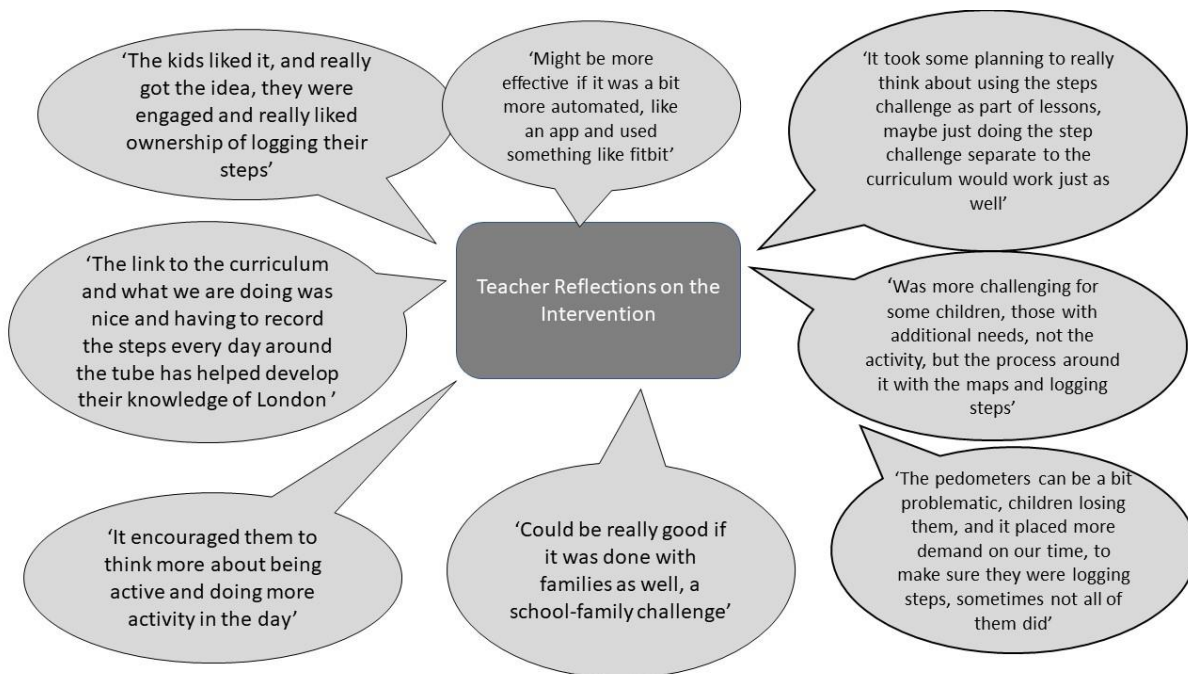 ‘The kids liked it, and really
got the idea, they were
engaged and really liked
ownership of logging their
steps’
‘Might be more
effective if it was a bit
more automated, like
an app and used
something like fitbit’
‘It took some planning to really
think about using the steps
challenge as part of lessons,
maybe just doing the step
challenge separate to the
curriculum would work just as
well’
‘The link to the curriculum
and what we are doing was
nice and having to record
the steps every day around
the tube has helped develop
their knowledge of London ’
Teacher Reflections on the
Intervention
‘Was more challenging for
some children, those with
additional needs, not the
activity, but the process around
it with the maps and logging
steps’
‘It encouraged them to
think more about being
active and doing more
activity in the day’
‘Could be really good if
it was done with
families as well, a
school-family challenge’
‘The pedometers can be a bit
problematic, children losing
them, and it placed more
demand on our time, to
make sure they were logging
steps, sometimes not all of
them did’